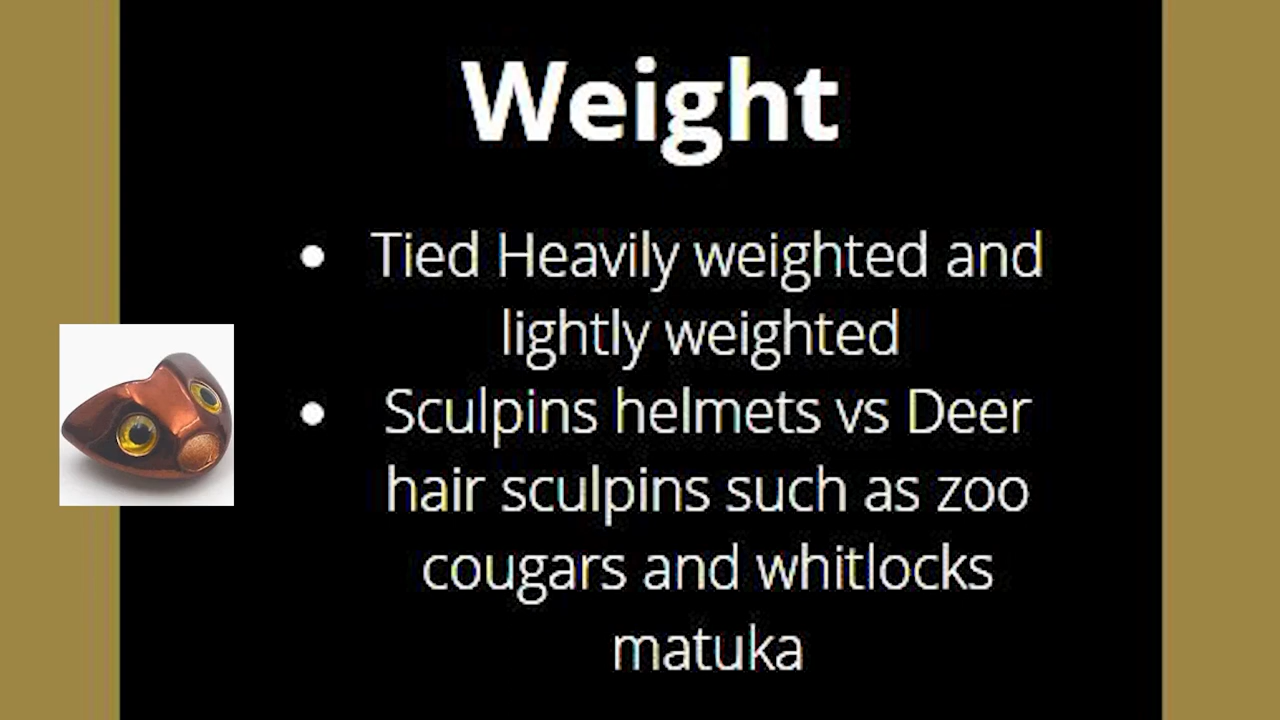 Weight
• Tied Heavily weighted and
lightly weighted
• Sculpins helmets vs Deer
hair sculpins such as zoo
cougars and whitlocks
matuka